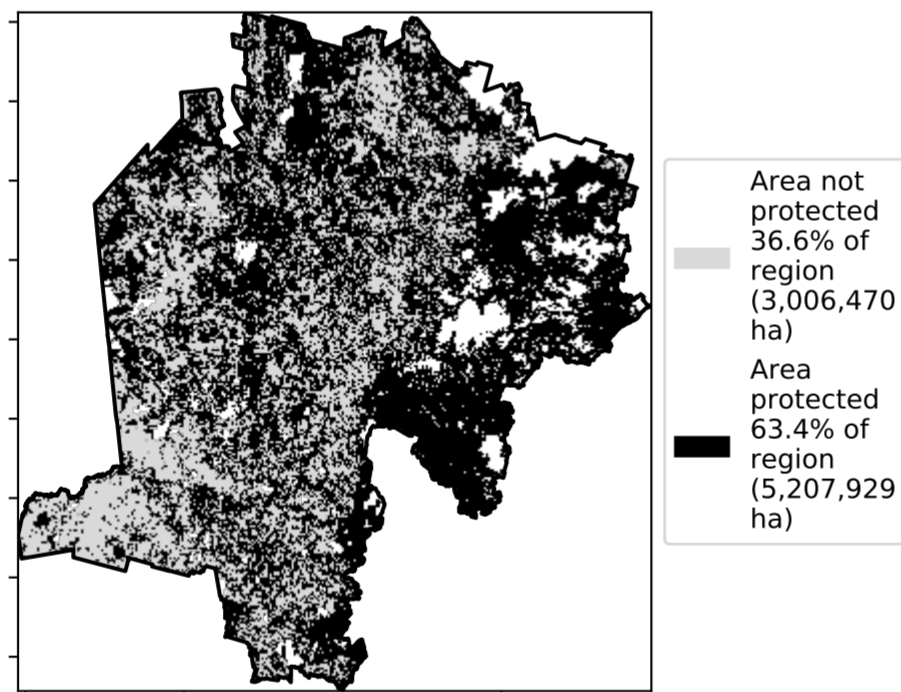 Area not
protected
36.6% of
region
(3,006,470
ha)
Area
protected
63.4% of
region
(5,207,929
ha)